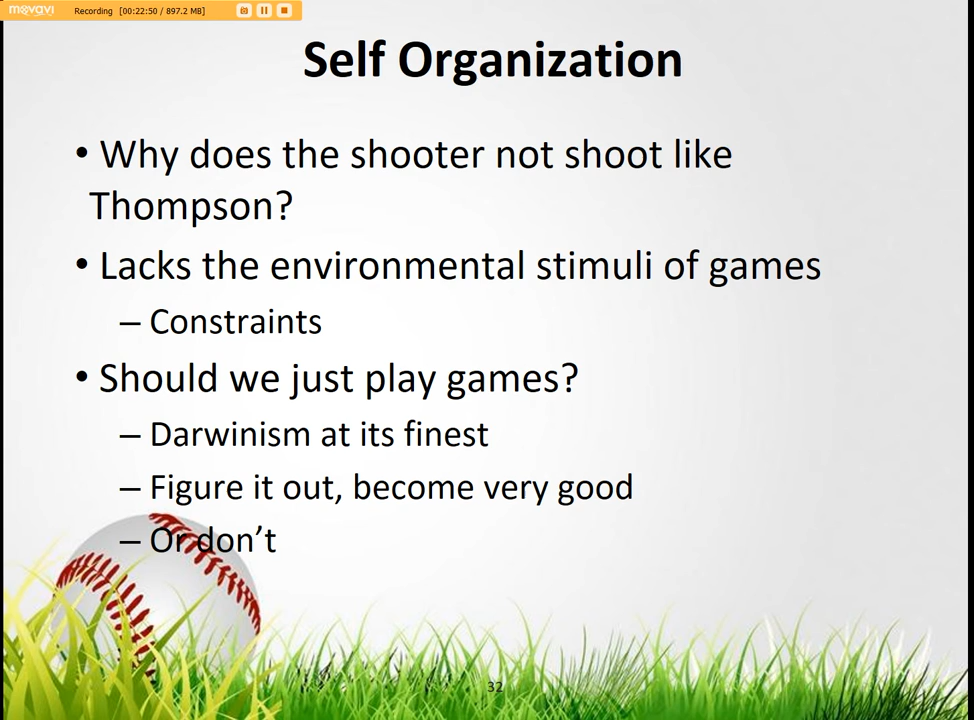 movavi Recording [00:22:50 / 897.2 MB]
Self Organization
• Why does the shooter not shoot like
Thompson?
• Lacks the environmental stimuli of games
– Constraints
• Should we just play games?
– Darwinism at its finest
– Figure it out, become very good
– Or don’t
32